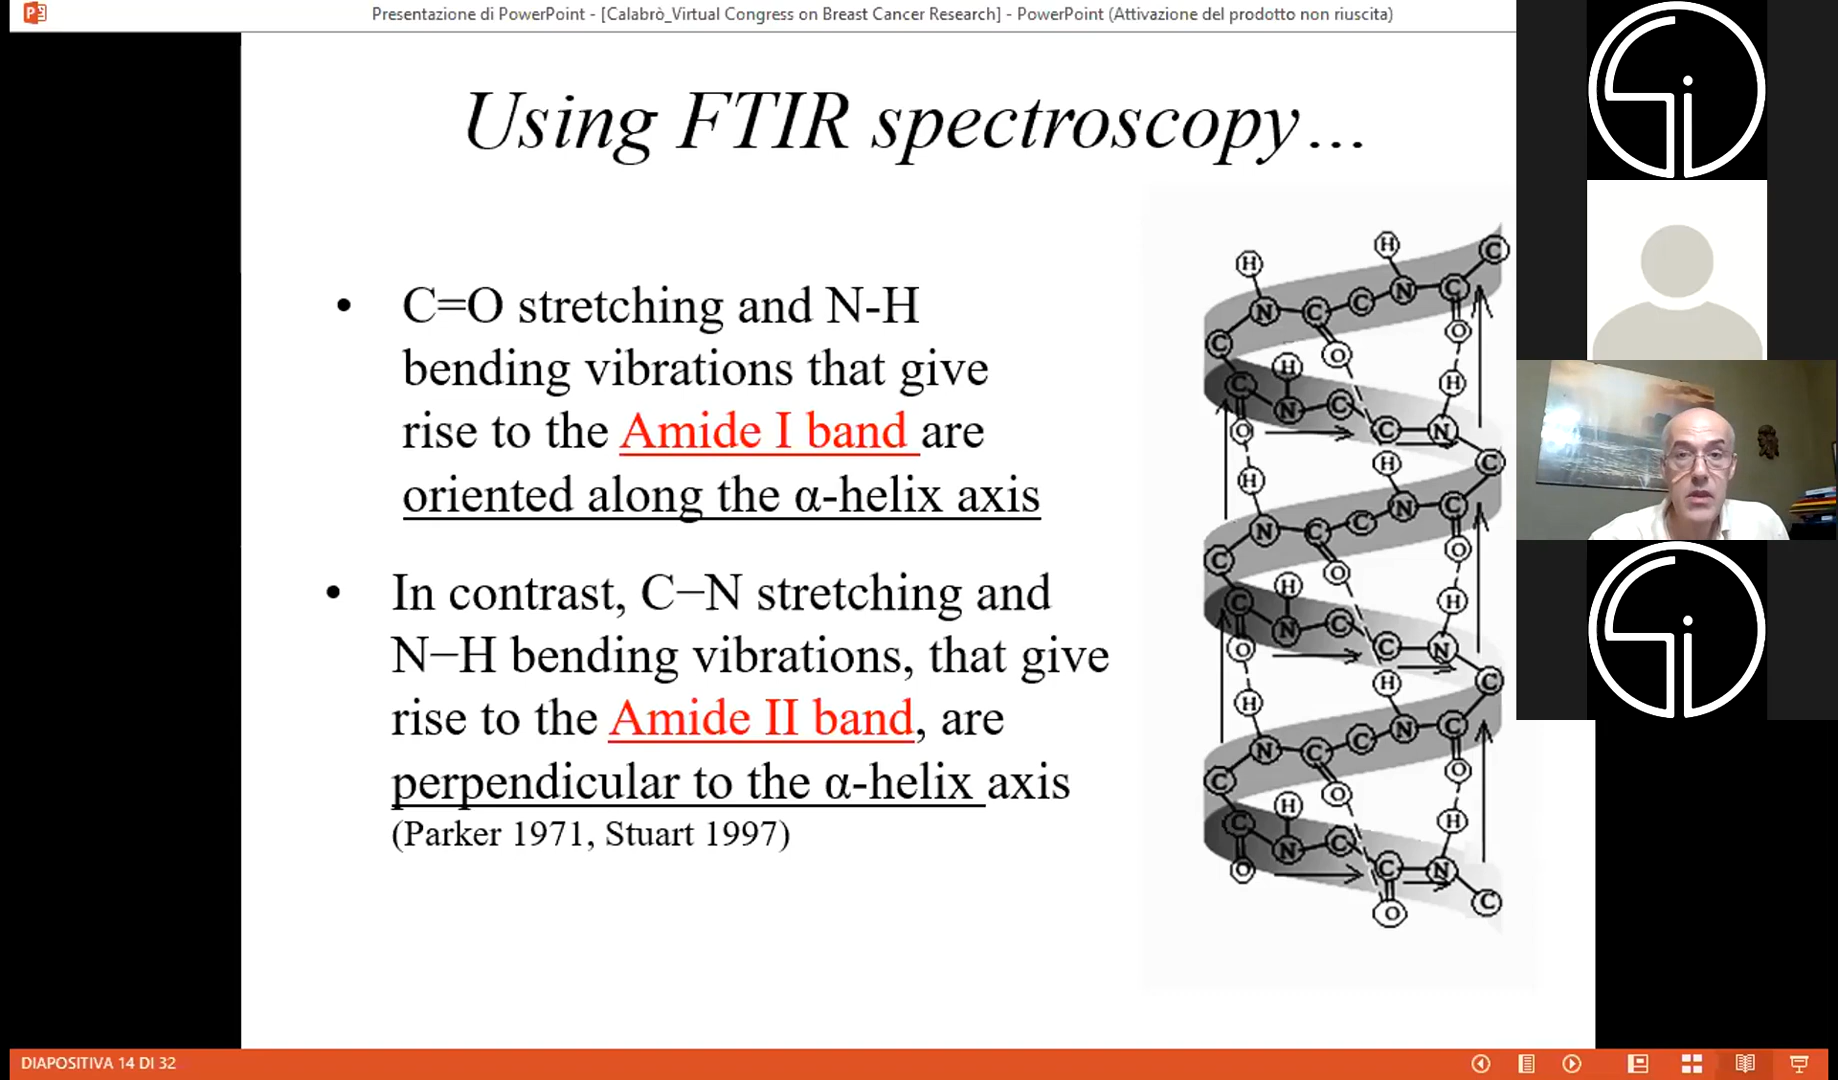 Presentazione di PowerPoint - [Calabrò_Virtual Congress on Breast Cancer Research] - PowerPoint (Attivazione del prodotto non riuscita)
Using FTIR spectroscopy...
• C=O stretching and N-H
bending vibrations that give
rise to the Amide I band are
oriented along the α-helix axis
• In contrast, C−N stretching and
N−H bending vibrations, that give
rise to the Amide II band, are
perpendicular to the α-helix axis
(Parker 1971, Stuart 1997)
H
H
C
N
C
C
N
C
O
C
O
H
C
H
N
C
O
C
N
H
C
H
N
C
C
N
C
O
C
O
H
C
H
N
C
O
C
N
H
C
H
N
C
C
N
C
O
C
O
H
C
H
N
C
O
C
N
O
C
DIAPOSITIVA 14 DI 32